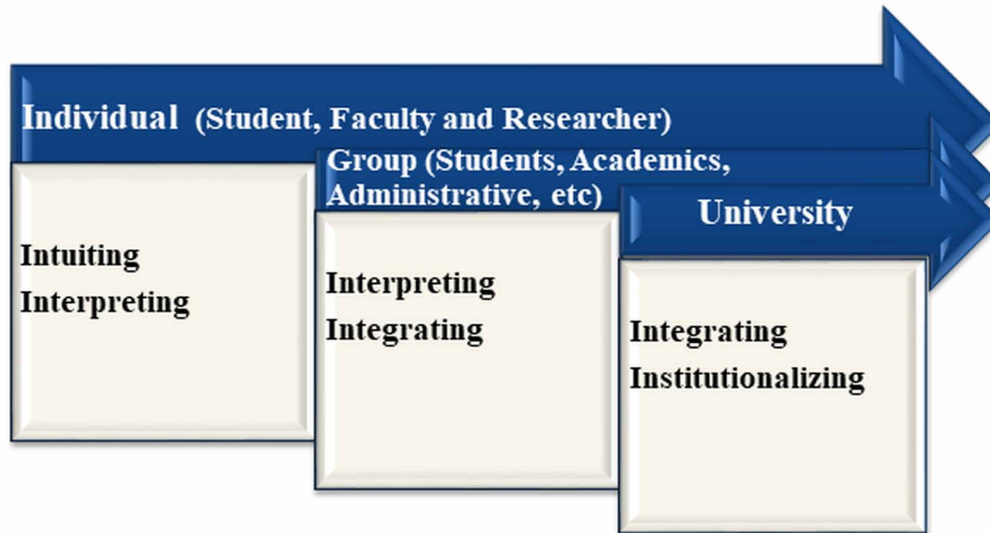 Individual (Student, Faculty and Researcher)
Group (Students, Academics,
Administrative, etc)
University
Intuiting
Interpreting
Interpreting
Integrating
Integrating
Institutionalizing